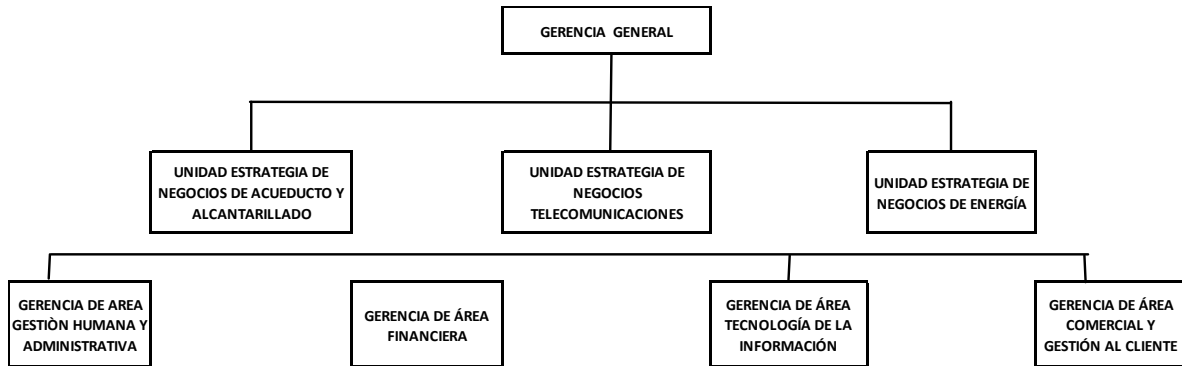 GERENCIA GENERAL
UNIDAD ESTRATEGIA DE
NEGOCIOS DE ACUEDUCTO Y
ALCANTARILLADO
UNIDAD ESTRATEGIA DE
NEGOCIOS
TELECOMUNICACIONES
UNIDAD ESTRATEGIA DE
NEGOCIOS DE ENERGÍA
GERENCIA DE AREA
GESTIÒN HUMANA Y
ADMINISTRATIVA
GERENCIA DE ÁREA
FINANCIERA
GERENCIA DE ÁREA
TECNOLOGÍA DE LA
INFORMACIÓN
GERENCIA DE ÁREA
COMERCIAL Y
GESTIÓN AL CLIENTE